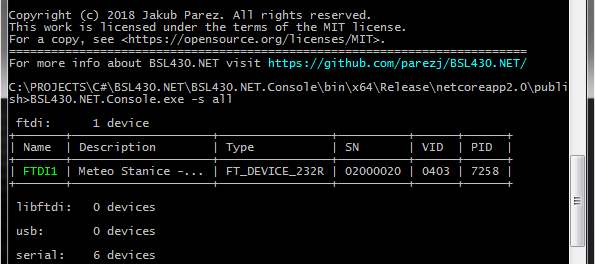 Copyright (c) 2018 Jakub Parez. All rights reserved.
This work is licensed under the terms of the MIT license.
For a copy, see <https://opensource.org/licenses/MIT>.
======================================================================
For more info about BSL430.NET visit https://github.com/parezj/BSL430.NET/
C:\PROJECTS\C#\BSL430.NET\BSL430.NET.Console\bin\x64\Release\netcoreapp2.0\publi
sh>BSL430.NET.Console.exe -s all
ftdi: 1 device
| Name | Description | Type | SN | VID | PID |
| FTDI1 | Meteo Stanice -... | FT_DEVICE_232R | 02000020 | 0403 | 7258 |
libftdi: 0 devices
usb: 0 devices
serial: 6 devices